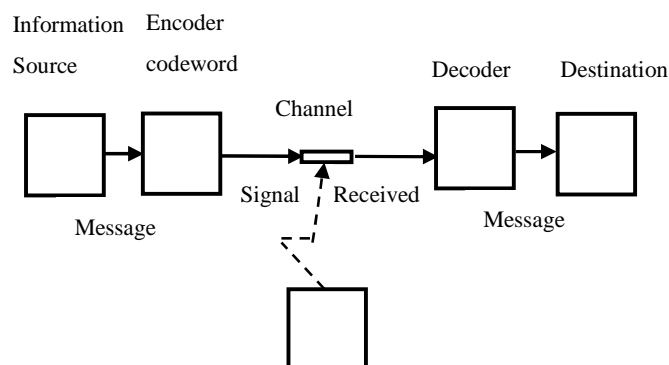 Information
Source
Encoder
codeword
Channel
Decoder
Destination
Signal
Received
Message
Message